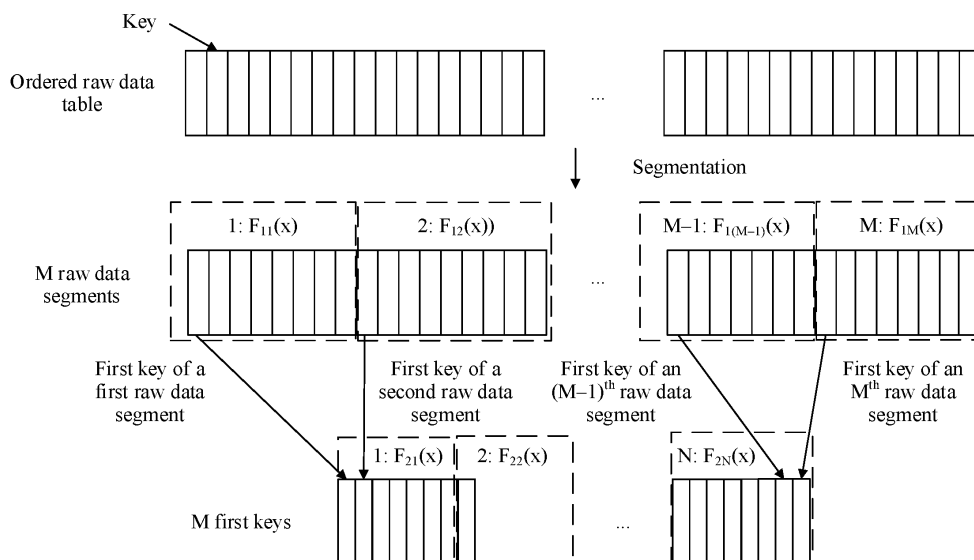 Key
Ordered raw data
table
...
Segmentation
1: F₁₁(x)
2: F₁₂(x))
M–1: F₁₍M–1₎(x)
M: F₁M(x)
M raw data
segments
...
First key of a
first raw data
segment
First key of a
second raw data
segment
First key of an
(M–1)ᵗʰ raw data
segment
First key of an
Mᵗʰ raw data
segment
1: F₂₁(x)
2: F₂₂(x)
N: F₂N(x)
M first keys
...